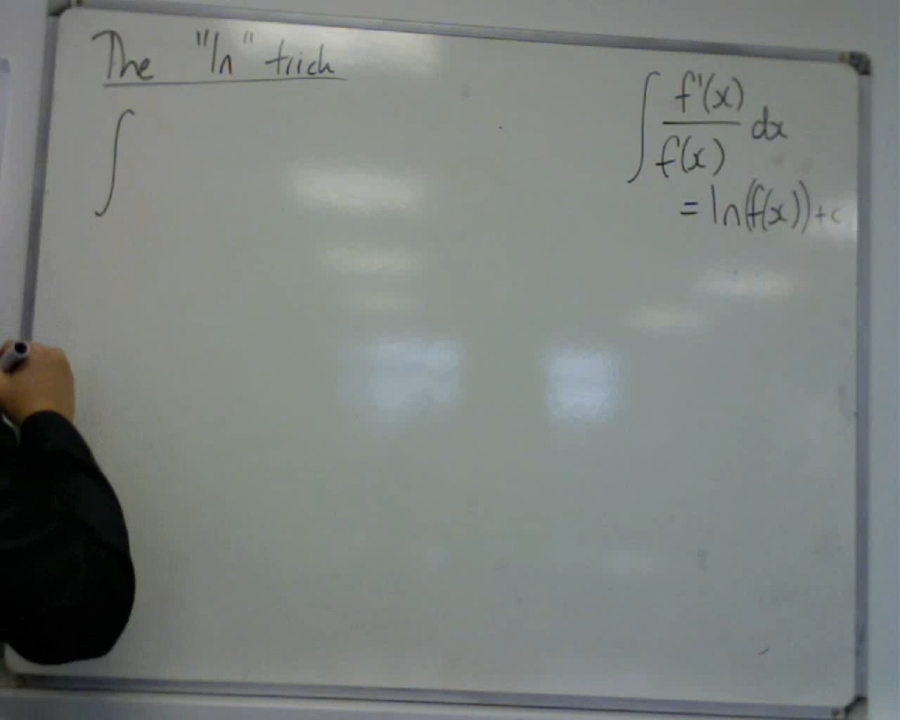 The "ln" trick
∫
∫ f'(x)/f(x) dx
= ln(f(x)) + c